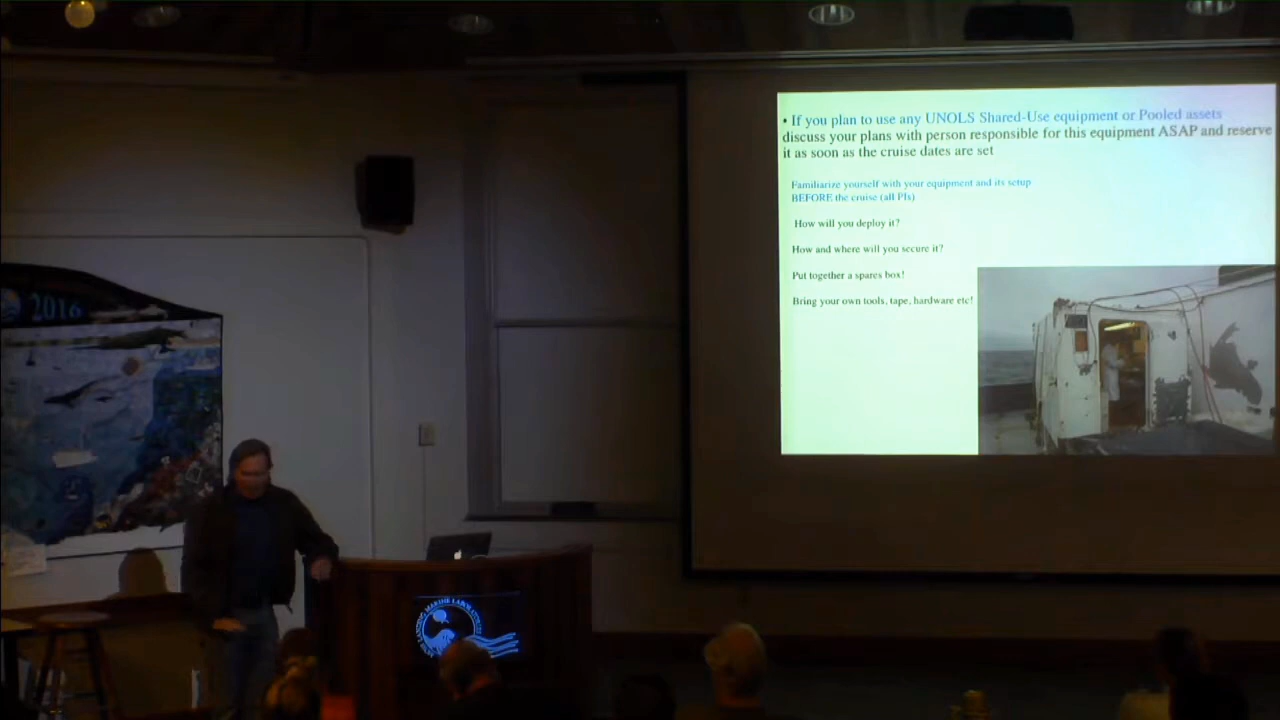 • If you plan to use any UNOLS Shared-Use equipment or Pooled assets
discuss your plans with person responsible for this equipment ASAP and reserve
it as soon as the cruise dates are set
Familiarize yourself with your equipment and its setup
BEFORE the cruise (all PIs)
How will you deploy it?
How and where will you secure it?
Put together a spares box!
Bring your own tools, tape, hardware etc!
2016
LANDING MARINE LABORATORIES